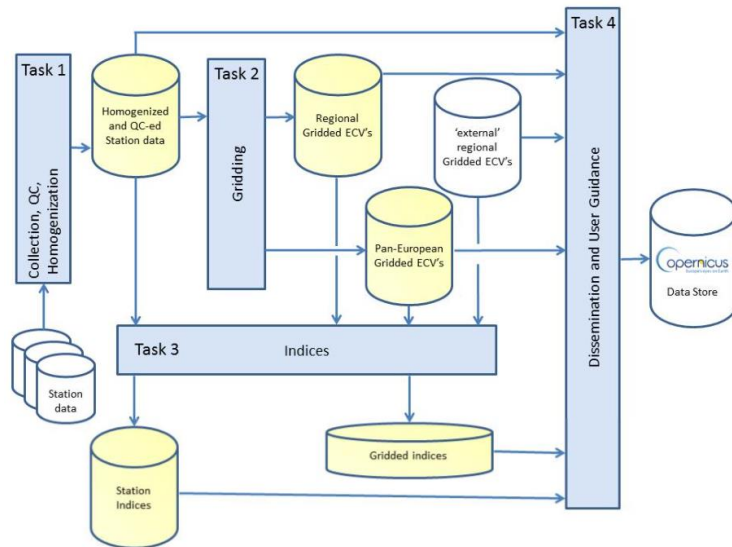 Task 1
Collection, QC,
Homogenization
Station
data
Homogenized
and QC-ed
Station data
Task 2
Gridding
Regional
Gridded ECV's
Pan-European
Gridded ECV's
‘external’
regional
Gridded ECV's
Task 3
Indices
Station
Indices
Gridded indices
Task 4
Dissemination and User Guidance
opernicus
Data Store